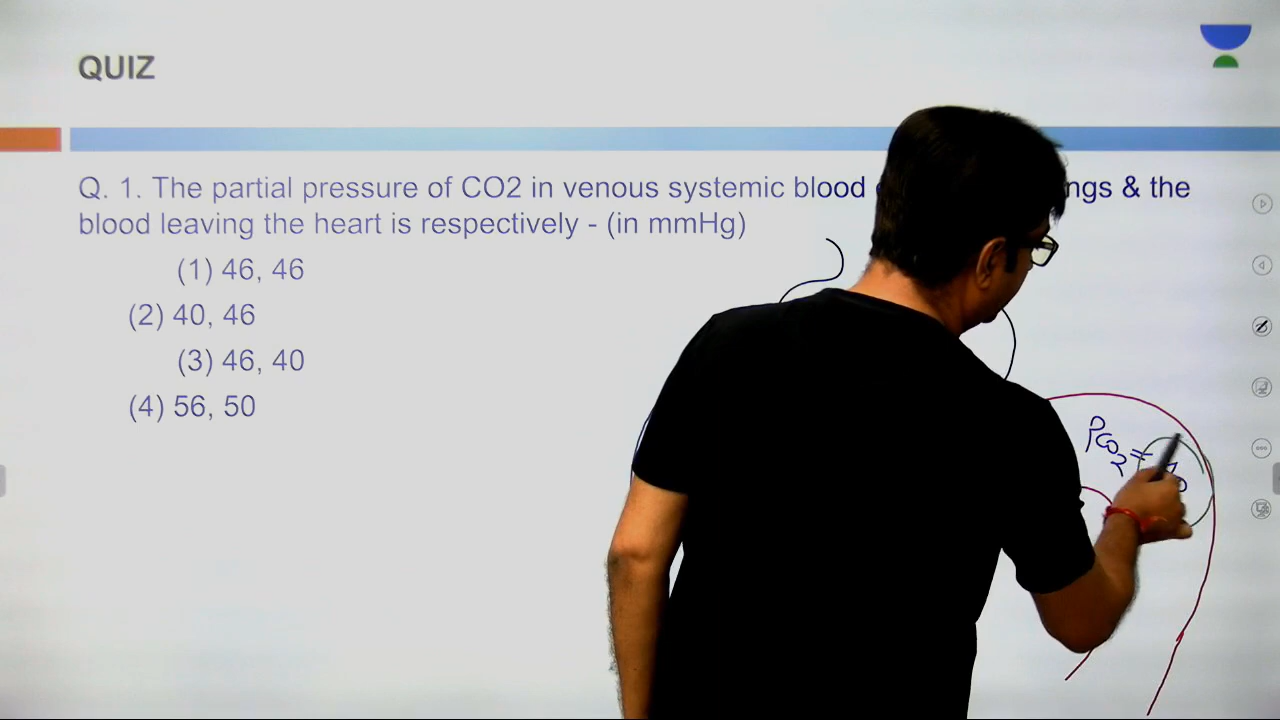 QUIZ
Q. 1. The partial pressure of CO2 in venous systemic blood ngs & the
blood leaving the heart is respectively - (in mmHg)
(1) 46, 46
(2) 40, 46
(3) 46, 40
(4) 56, 50
PCO2 =